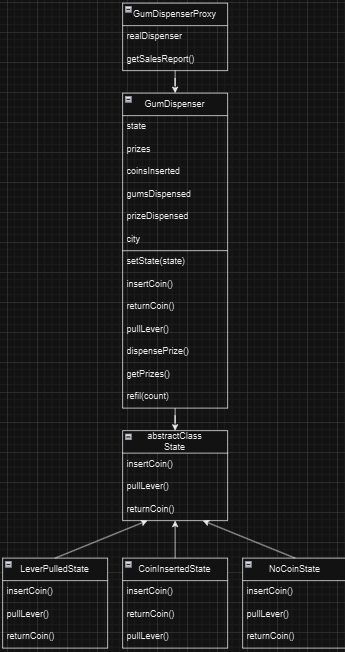 GumDispenserProxy
realDispenser
getSalesReport()
GumDispenser
state
prizes
coinsInserted
gumsDispensed
prizeDispensed
city
setState(state)
insertCoin()
returnCoin()
pullLever()
dispensePrize()
getPrizes()
refil(count)
abstractClass
State
insertCoin()
pullLever()
returnCoin()
LeverPulledState
insertCoin()
pullLever()
returnCoin()
CoinInsertedState
insertCoin()
returnCoin()
pullLever()
NoCoinState
insertCoin()
pullLever()
returnCoin()